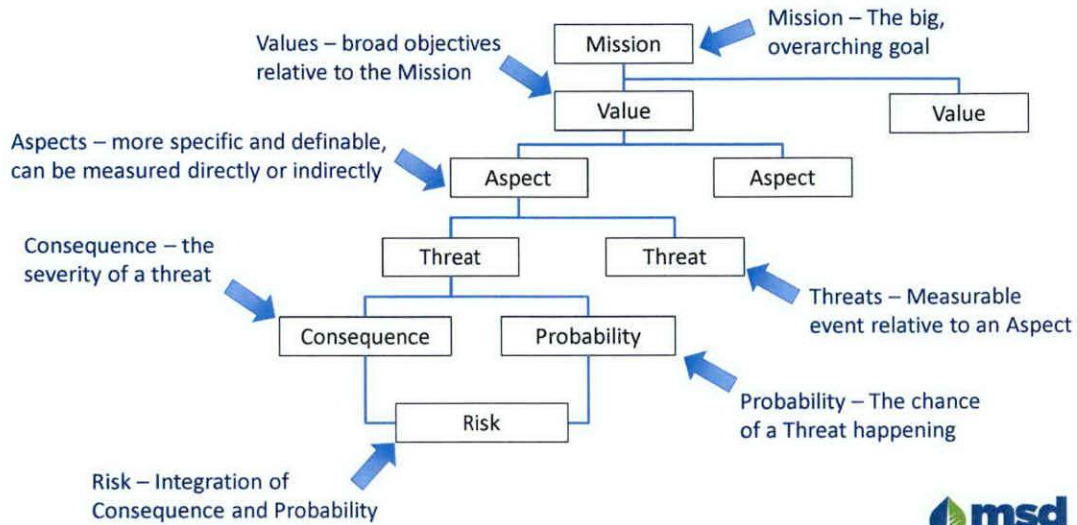 Mission – The big,
overarching goal
Mission
Values – broad objectives
relative to the Mission
Value
Value
Aspects – more specific and definable,
can be measured directly or indirectly
Aspect
Aspect
Consequence – the
severity of a threat
Threat
Threat
Threats – Measurable
event relative to an Aspect
Consequence
Probability
Probability – The chance
of a Threat happening
Risk
Risk – Integration of
Consequence and Probability
msd